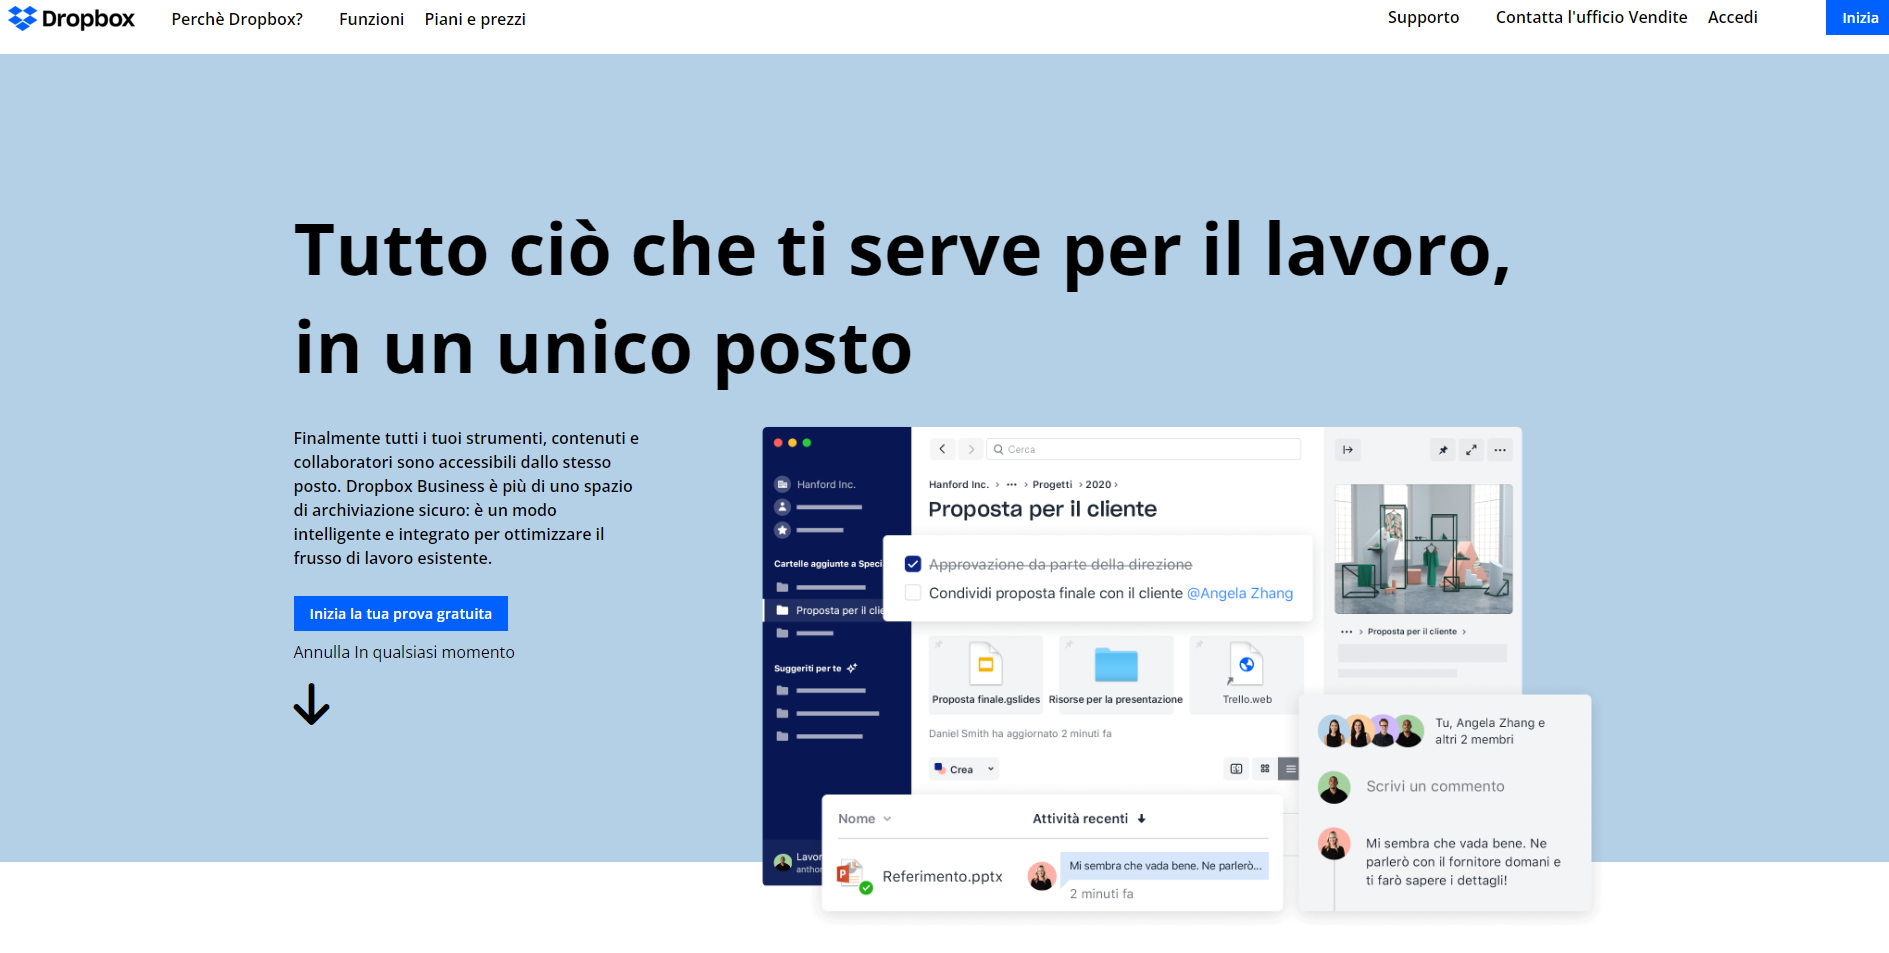 Dropbox
Perchè Dropbox?
Funzioni
Piani e prezzi
Supporto
Contatta l'ufficio Vendite
Accedi
Inizia
Tutto ciò che ti serve per il lavoro,
in un unico posto
Finalmente tutti i tuoi strumenti, contenuti e
collaboratori sono accessibili dallo stesso
posto. Dropbox Business è più di uno spazio
di archiviazione sicuro: è un modo
intelligente e integrato per ottimizzare il
frusso di lavoro esistente.
Inizia la tua prova gratuita
Annulla In qualsiasi momento
Hanford Inc.
Cartelle aggiunte a Speci
Proposta per il clie
Suggeriti per te
Lavor
anthor
Cerca
Hanford Inc. › ··· › Progetti › 2020 ›
Proposta per il cliente
Approvazione da parte della direzione
Condividi proposta finale con il cliente @Angela Zhang
Proposta finale.gslides
Risorse per la presentazione
Trello.web
Daniel Smith ha aggiornato 2 minuti fa
Crea
Nome
Attività recenti
Referimento.pptx
Mi sembra che vada bene. Ne parlerò...
2 minuti fa
··· › Proposta per il cliente ›
Tu, Angela Zhang e
altri 2 membri
Scrivi un commento
Mi sembra che vada bene. Ne
parlerò con il fornitore domani e
ti farò sapere i dettagli!